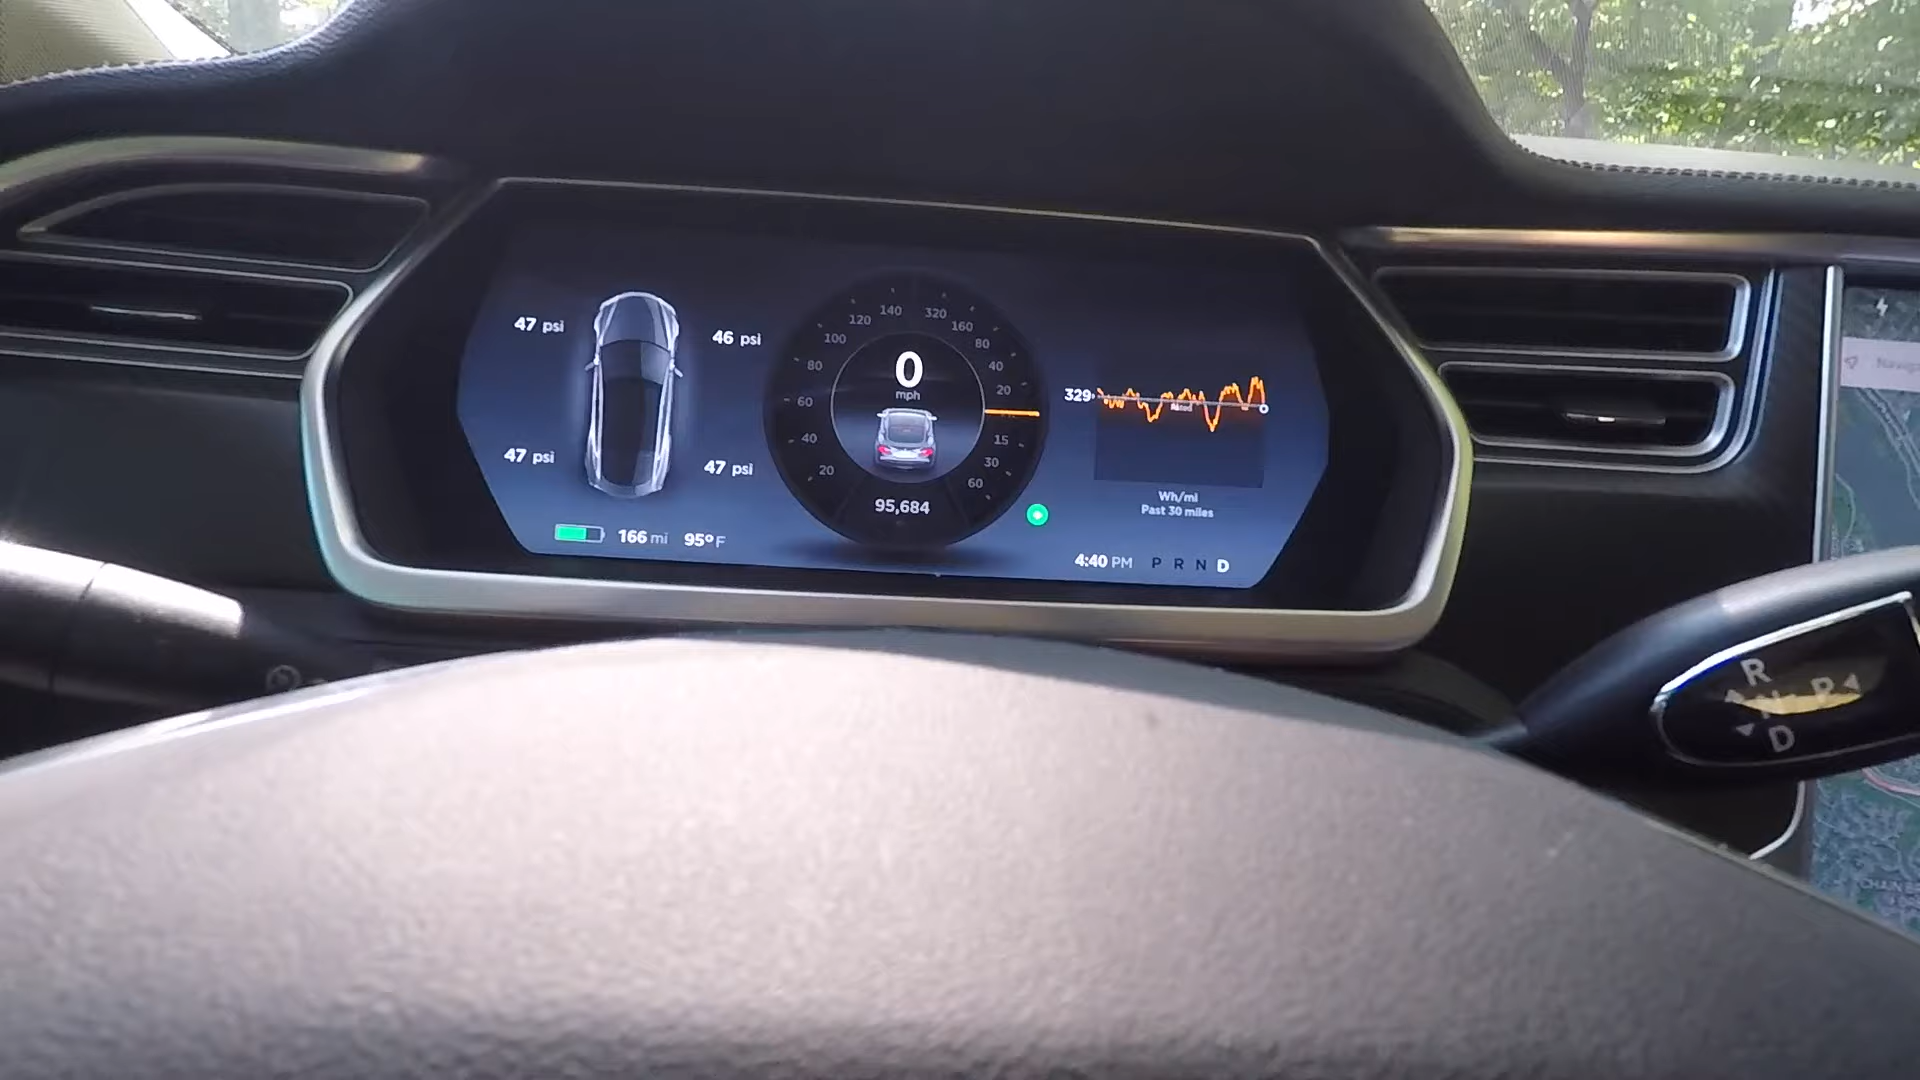 47 psi
46 psi
47 psi
47 psi
166 mi 95° F
140
120
100
80
60
40
20
320
160
80
40
20
15
30
60
0
mph
95,684
329
Rated
Wh/mi
Past 30 miles
4:40 PM P R N D
R
N P
D